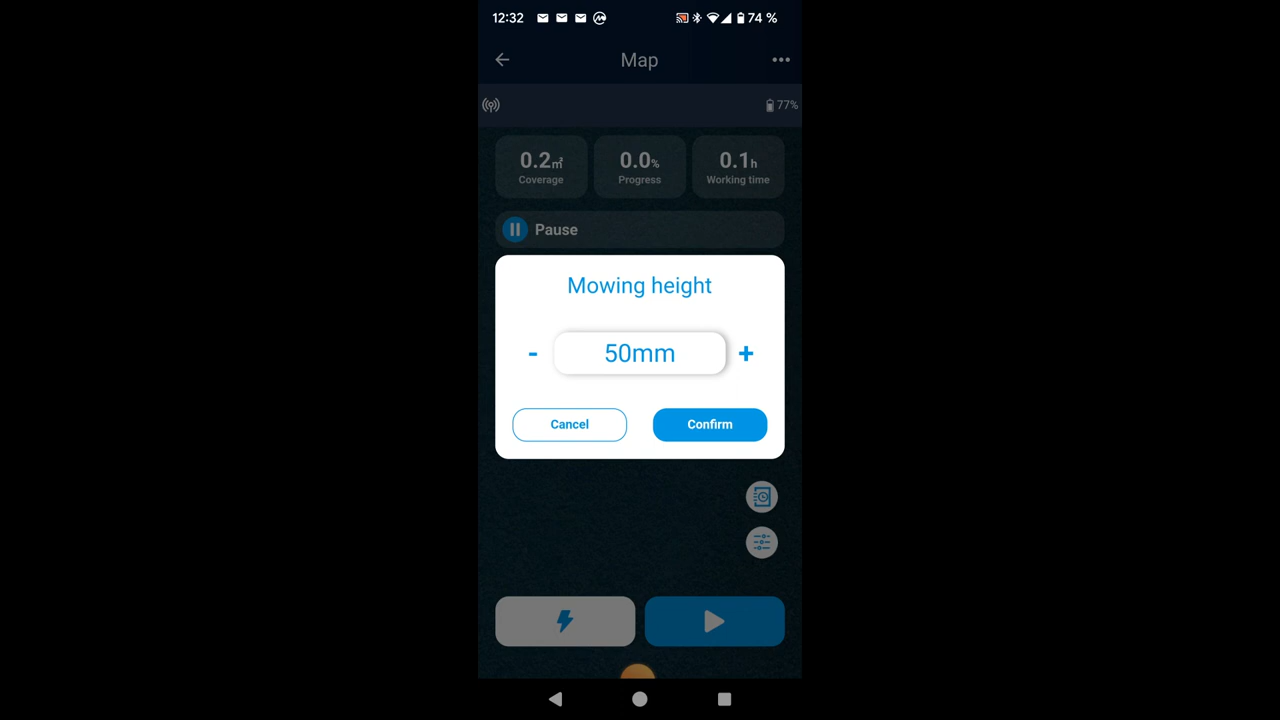 12:32 74 %
Map
77%
0.2㎡ 0.0% 0.1h
Coverage Progress Working time
Pause
Mowing height
- 50mm +
Cancel Confirm